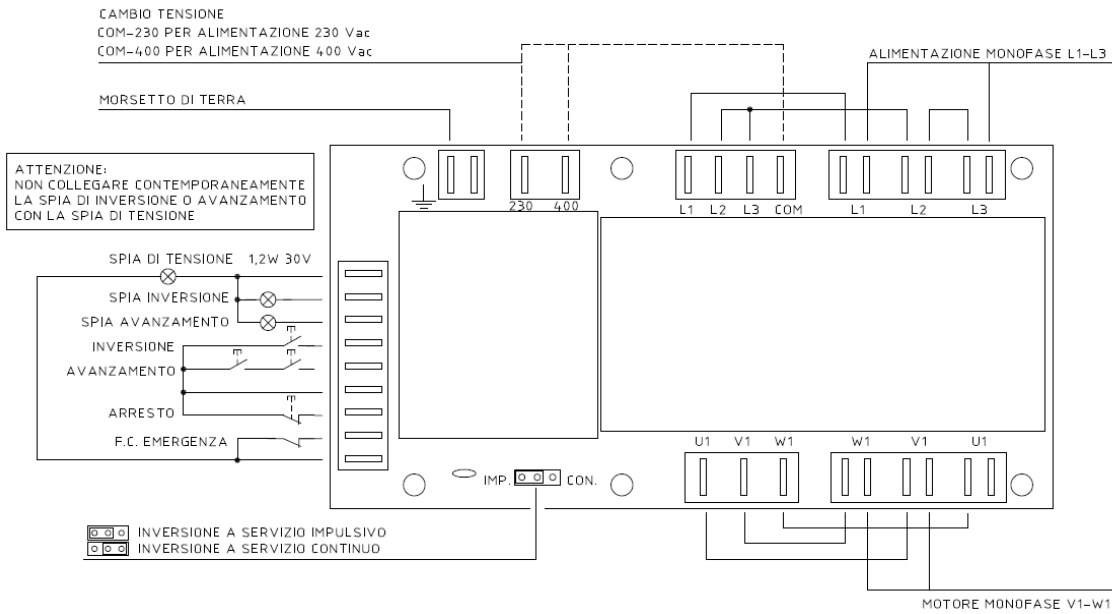 CAMBIO TENSIONE
COM-230 PER ALIMENTAZIONE 230 Vac
COM-400 PER ALIMENTAZIONE 400 Vac
ALIMENTAZIONE MONOFASE L1-L3
MORSETTO DI TERRA
ATTENZIONE:
NON COLLEGARE CONTEMPORANEAMENTE
LA SPIA DI INVERSIONE O AVANZAMENTO
CON LA SPIA DI TENSIONE
230 400
L1 L2 L3 COM
L1 L2 L3
SPIA DI TENSIONE 1,2W 30V
SPIA INVERSIONE
SPIA AVANZAMENTO
INVERSIONE
AVANZAMENTO
ARRESTO
F.C. EMERGENZA
U1 V1 W1
W1 V1 U1
IMP. CON.
INVERSIONE A SERVIZIO IMPULSIVO
INVERSIONE A SERVIZIO CONTINUO
MOTORE MONOFASE V1-W1